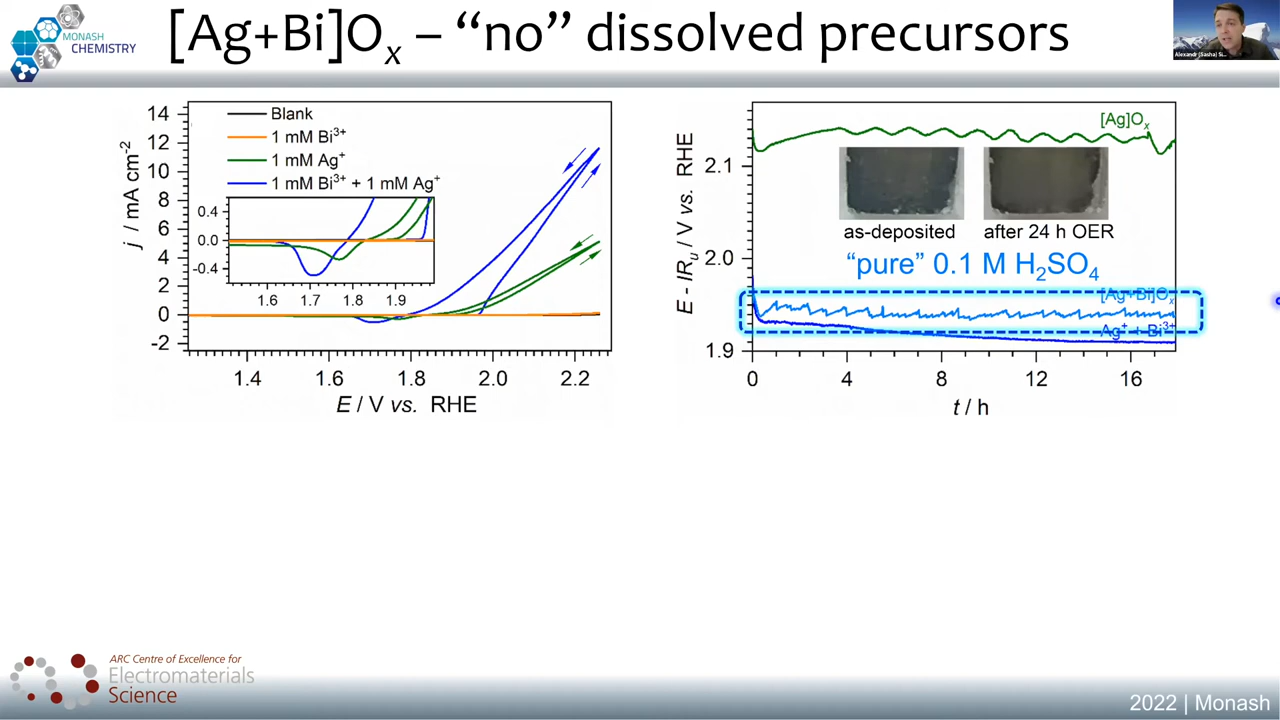 MONASH
CHEMISTRY
[Ag+Bi]Oₓ – “no” dissolved precursors
Alexandr (Sasha) Si...
14
12
10
8
6
4
2
0
-2
j / mA cm⁻²
Blank
1 mM Bi³⁺
1 mM Ag⁺
1 mM Bi³⁺ + 1 mM Ag⁺
0.4
0.0
-0.4
1.6 1.7 1.8 1.9
1.4 1.6 1.8 2.0 2.2
E / V vs. RHE
E - IRᵤ / V vs. RHE
2.1
2.0
1.9
[Ag]Oₓ
as-deposited after 24 h OER
“pure” 0.1 M H₂SO₄
[Ag+Bi]Oₓ
Ag⁺ + Bi³⁺
0 4 8 12 16
t / h
ARC Centre of Excellence for
Electromaterials
Science
2022 | Monash